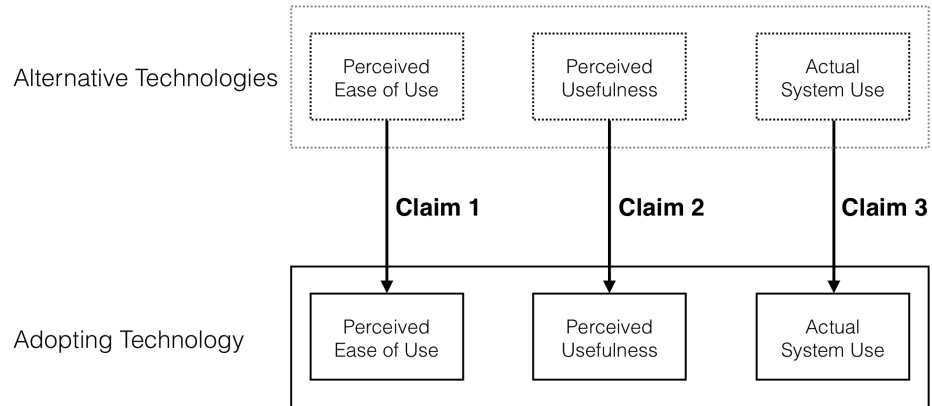 Alternative Technologies
Perceived
Ease of Use
Perceived
Usefulness
Actual
System Use
Claim 1
Claim 2
Claim 3
Adopting Technology
Perceived
Ease of Use
Perceived
Usefulness
Actual
System Use